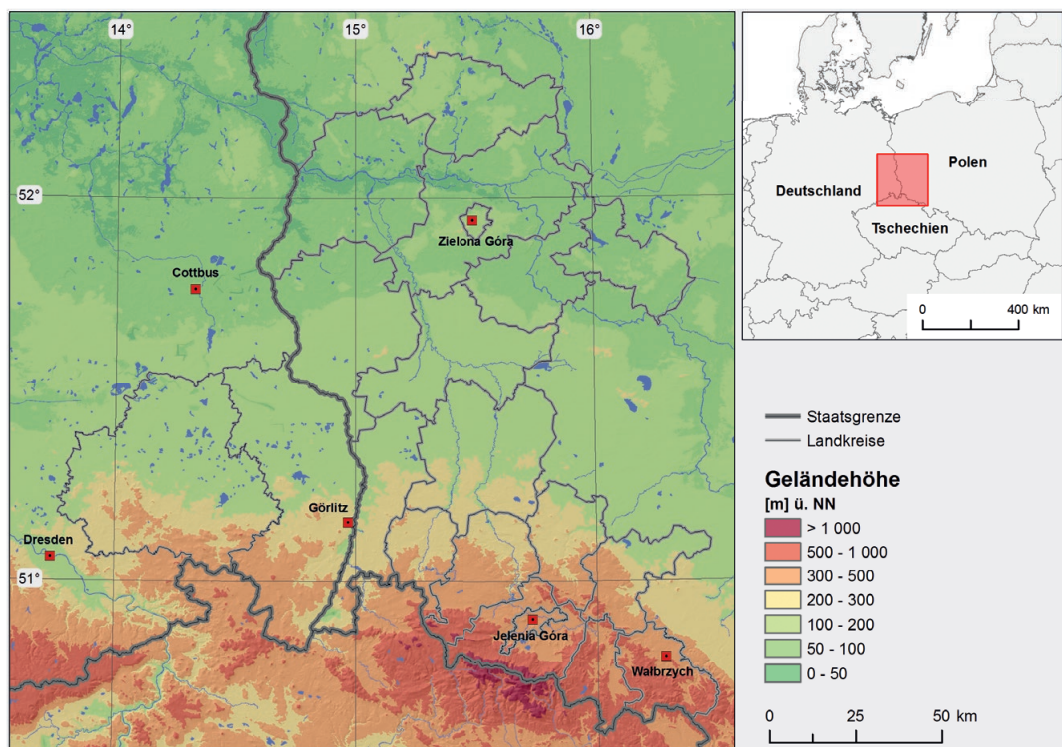 14°
15°
16°
52°
Zielona Góra
Cottbus
Görlitz
Dresden
51°
Jelenia Góra
Wałbrzych
Polen
Deutschland
Tschechien
0
400 km
Staatsgrenze
Landkreise
Geländehöhe
[m] ü. NN
> 1 000
500 - 1 000
300 - 500
200 - 300
100 - 200
50 - 100
0 - 50
0
25
50 km